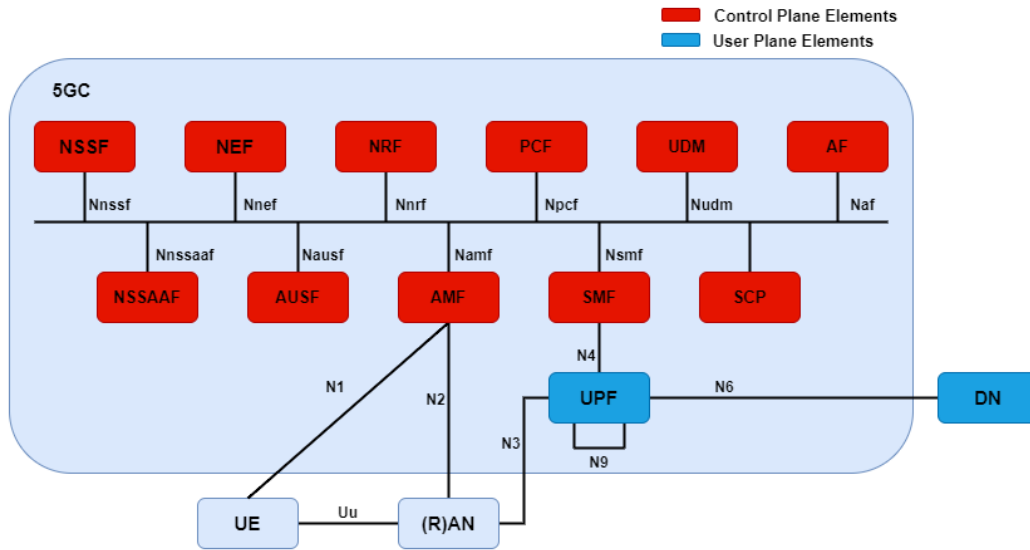 Control Plane Elements
User Plane Elements
5GC
NSSF
NEF
NRF
PCF
UDM
AF
Nnssf
Nnef
Nnrf
Npcf
Nudm
Naf
Nnssaaf
Nausf
Namf
Nsmf
NSSAAF
AUSF
AMF
SMF
SCP
N4
N1
N2
UPF
N6
DN
N3
N9
UE
Uu
(R)AN